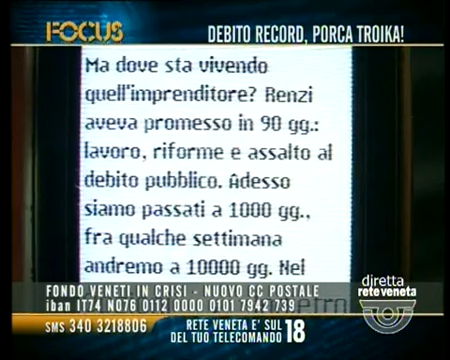 FOCUS
DEBITO RECORD, PORCA TROIKA!
Ma dove sta vivendo
quell'imprenditore? Renzi
aveva promesso in 90 gg.:
lavoro, riforme e assalto al
debito pubblico. Adesso
siamo passati a 1000 gg.,
fra qualche settimana
andremo a 10000 gg. Nei
FONDO VENETI IN CRISI - NUOVO CC POSTALE
iban IT74 N076 0112 0000 0101 7942 739
diretta
reteveneta
SMS 340 3218806
RETE VENETA E' SUL
DEL TUO TELECOMANDO 18